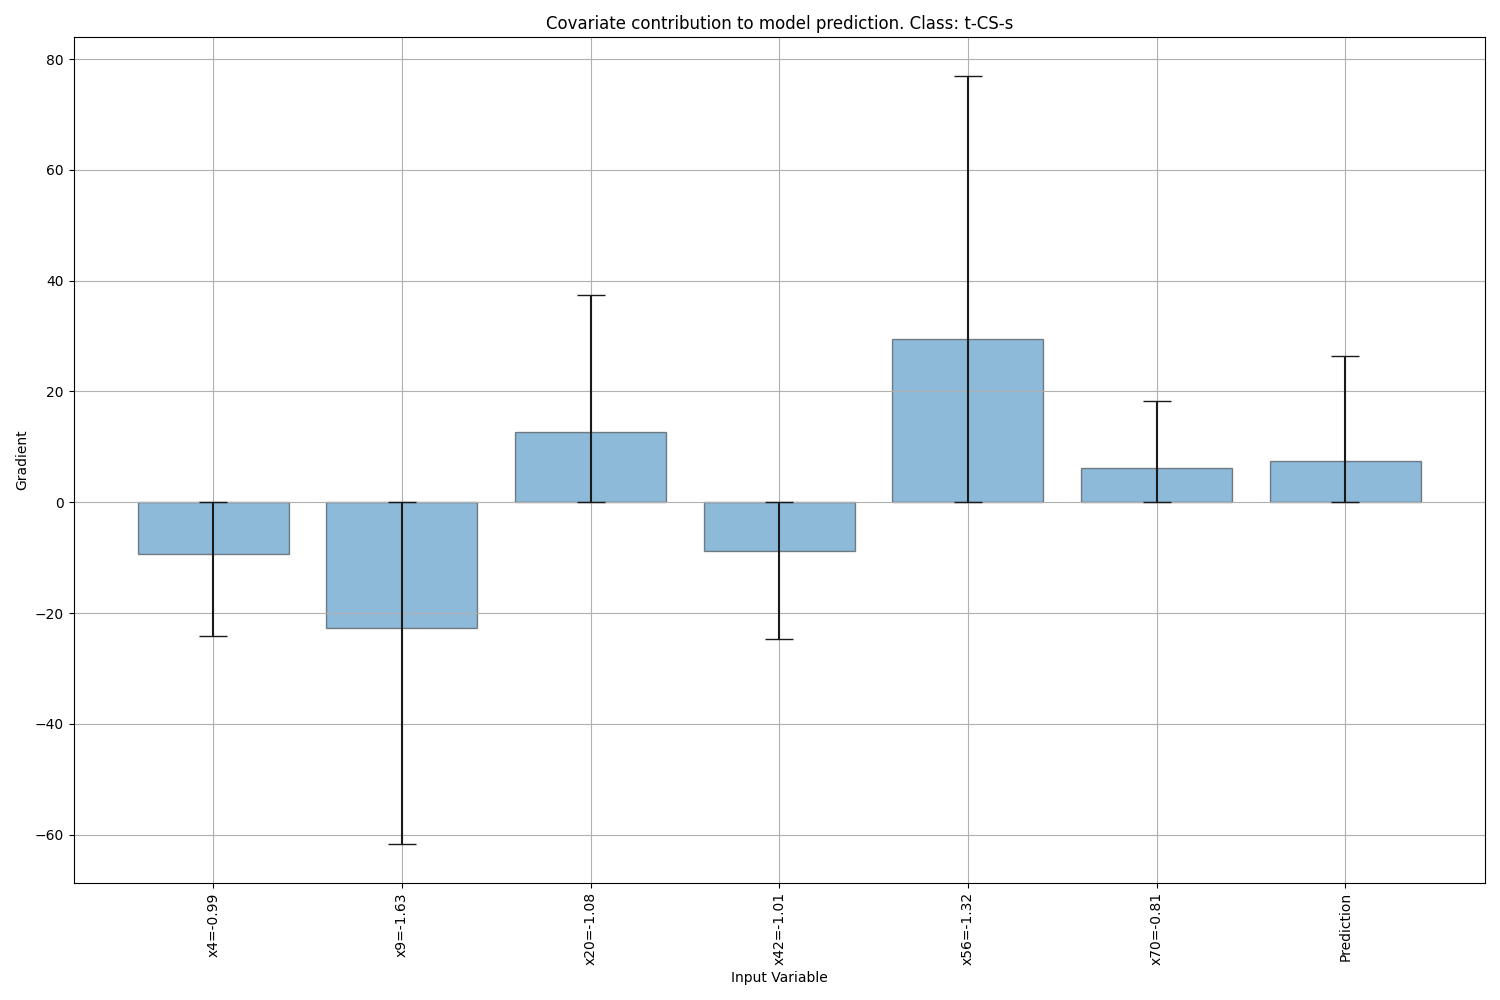 Covariate contribution to model prediction. Class: t-CS-s
80
60
40
20
0
−20
−40
−60
Gradient
x4=-0.99
x9=-1.63
x20=-1.08
x42=-1.01
x56=-1.32
x70=-0.81
Prediction
Input Variable